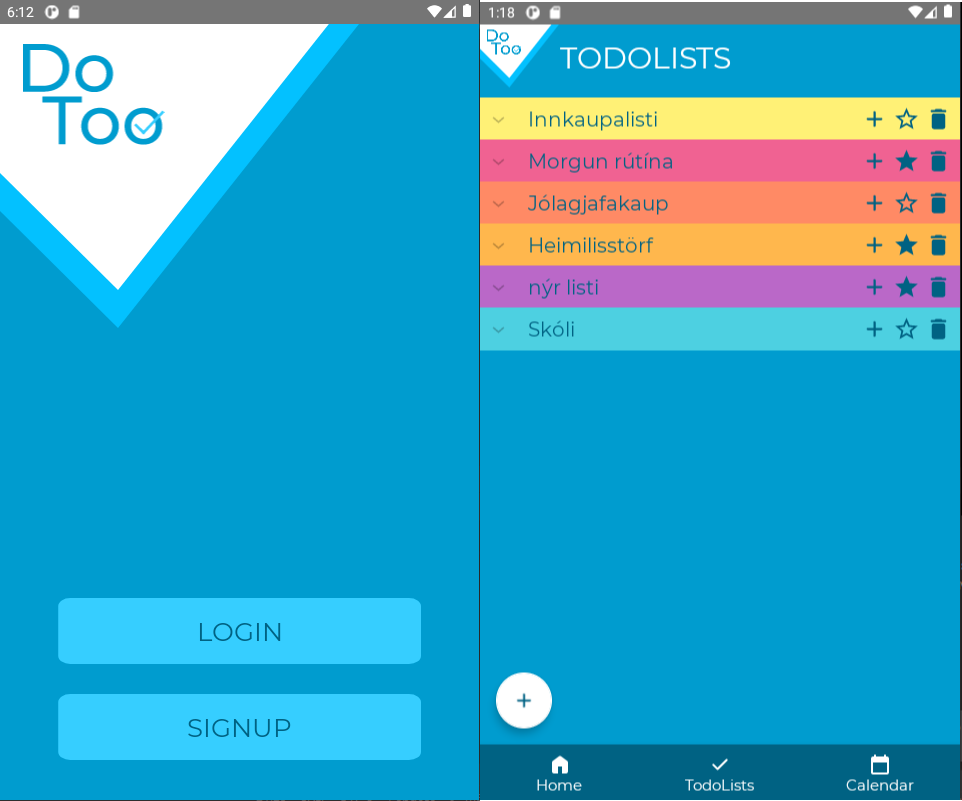 6:12
Do
Too
LOGIN
SIGNUP
1:18
Do
Too
TODOLISTS
Innkaupalisti
Morgun rútína
Jólagjafakaup
Heimilisstörf
nýr listi
Skóli
Home
TodoLists
Calendar